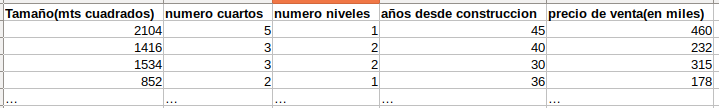 Tamaño(mts cuadrados) numero cuartos numero niveles años desde construccion precio de venta(en miles)
2104 5 1 45 460
1416 3 2 40 232
1534 3 2 30 315
852 2 1 36 178
... ... ... ... ...